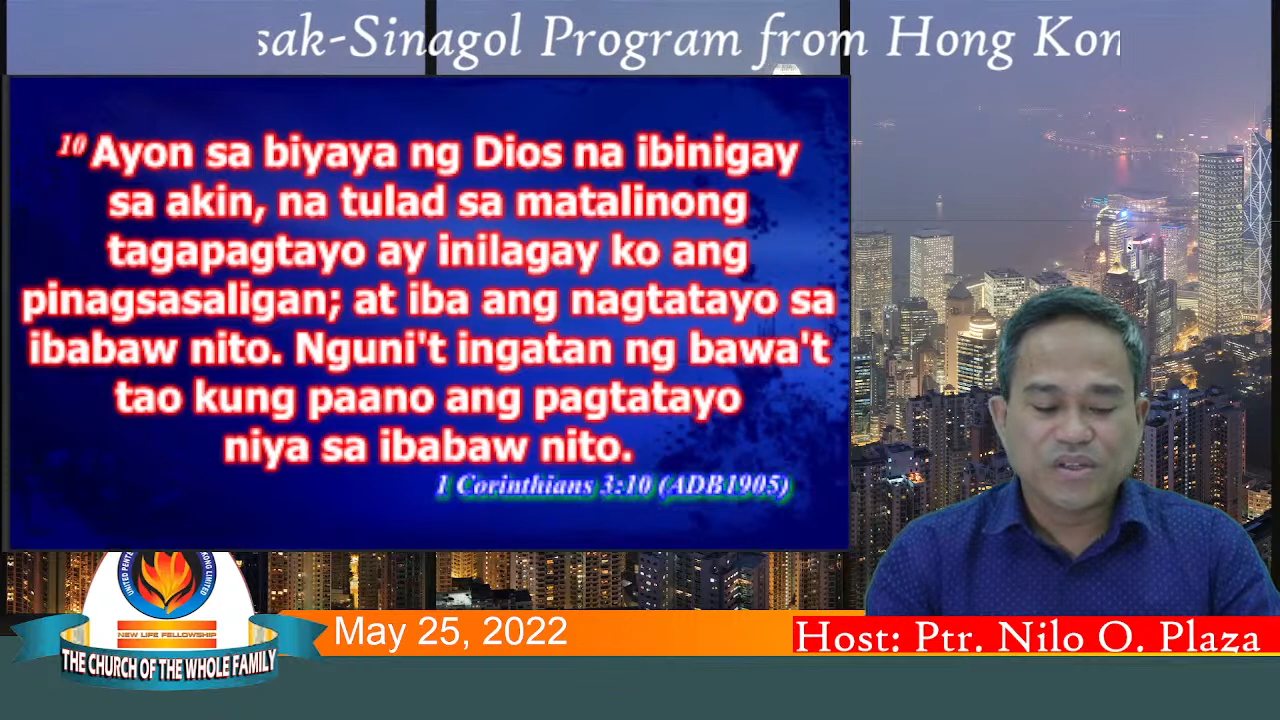 sak-Sinagol Program from Hong Kon
10 Ayon sa biyaya ng Dios na ibinigay
sa akin, na tulad sa matalinong
tagapagtayo ay inilagay ko ang
pinagsasaligan; at iba ang nagtatayo sa
ibabaw nito. Nguni't ingatan ng bawa't
tao kung paano ang pagtatayo
niya sa ibabaw nito.
1 Corinthians 3:10 (ADB1905)
NEW LIFE FELLOWSHIP
THE CHURCH OF THE WHOLE FAMILY
May 25, 2022
Host: Ptr. Nilo O. Plaza